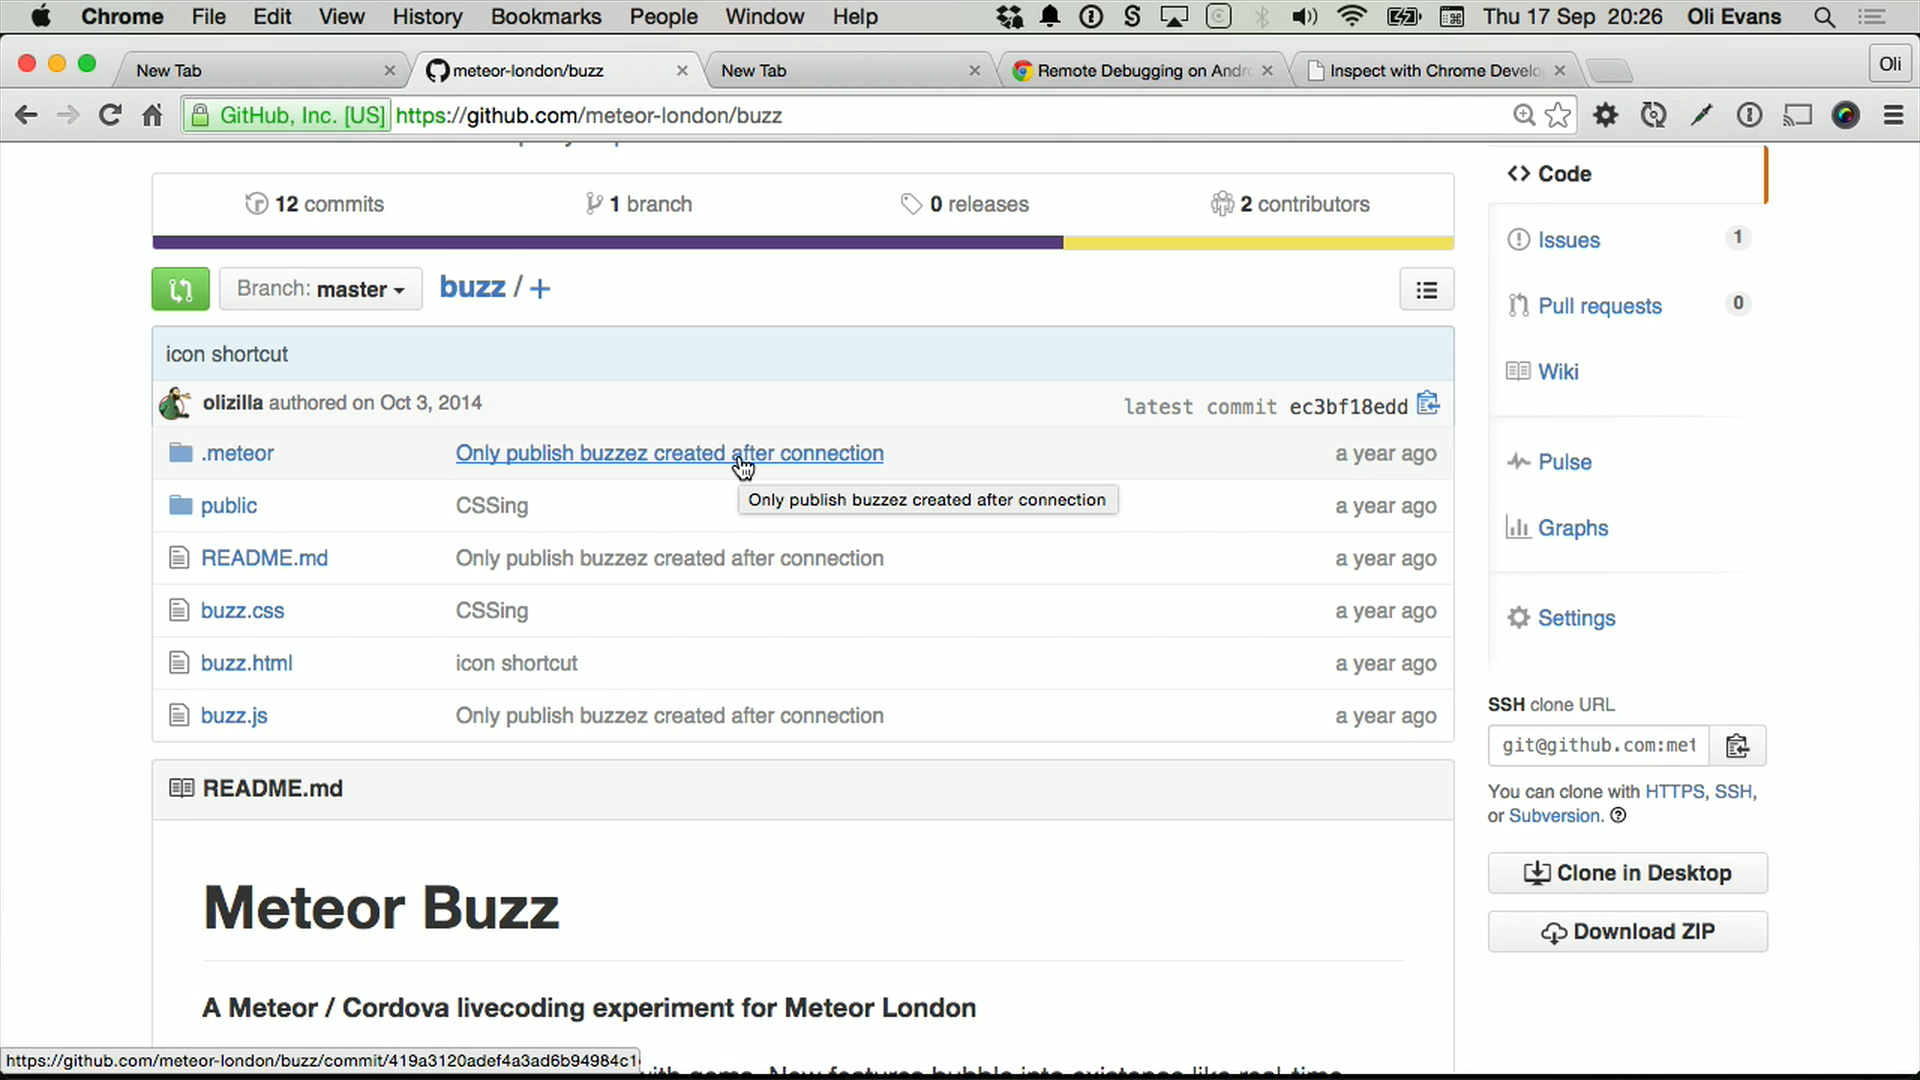 Chrome File Edit View History Bookmarks People Window Help Thu 17 Sep 20:26 Oli Evans
New Tab meteor-london/buzz New Tab Remote Debugging on Andr Inspect with Chrome Develo Oli
GitHub, Inc. [US] https://github.com/meteor-london/buzz
12 commits 1 branch 0 releases 2 contributors
Branch: master buzz / +
icon shortcut
olizilla authored on Oct 3, 2014 latest commit ec3bf18edd
.meteor Only publish buzzez created after connection a year ago
Only publish buzzez created after connection
public CSSing a year ago
README.md Only publish buzzez created after connection a year ago
buzz.css CSSing a year ago
buzz.html icon shortcut a year ago
buzz.js Only publish buzzez created after connection a year ago
README.md
Meteor Buzz
A Meteor / Cordova livecoding experiment for Meteor London
Code
Issues 1
Pull requests 0
Wiki
Pulse
Graphs
Settings
SSH clone URL
git@github.com:met
You can clone with HTTPS, SSH,
or Subversion.
Clone in Desktop
Download ZIP
https://github.com/meteor-london/buzz/commit/419a3120adef4a3ad6b94984c1